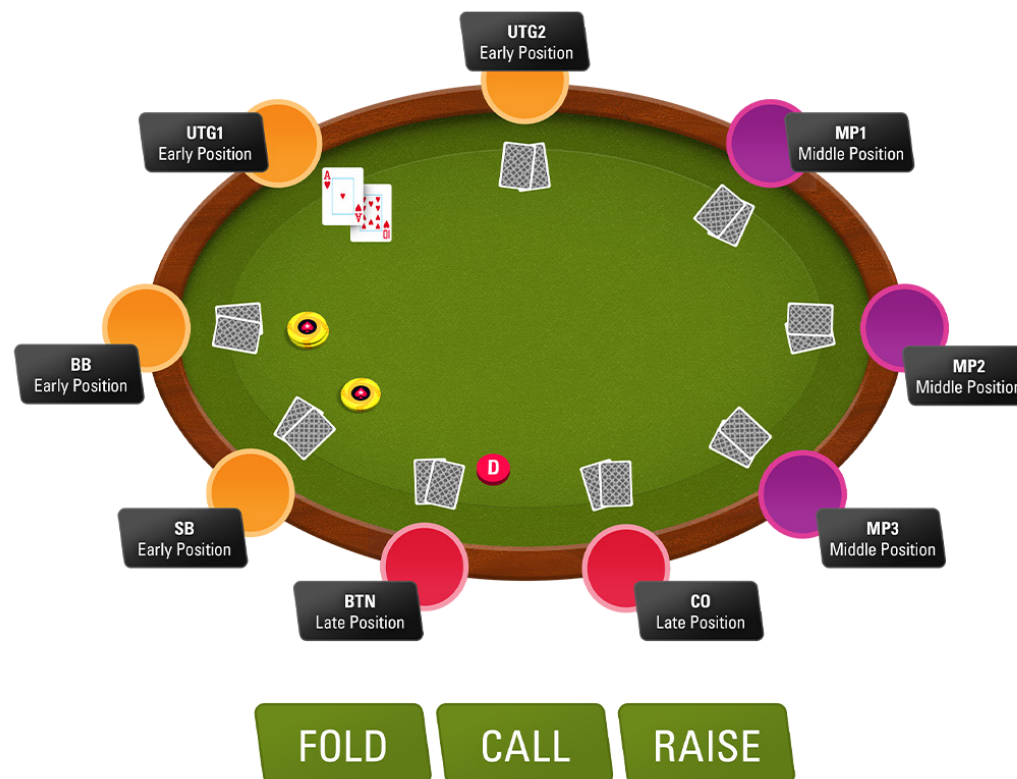 UTG2
Early Position
UTG1
Early Position
MP1
Middle Position
A
A
10
BB
Early Position
MP2
Middle Position
D
SB
Early Position
MP3
Middle Position
BTN
Late Position
CO
Late Position
FOLD
CALL
RAISE